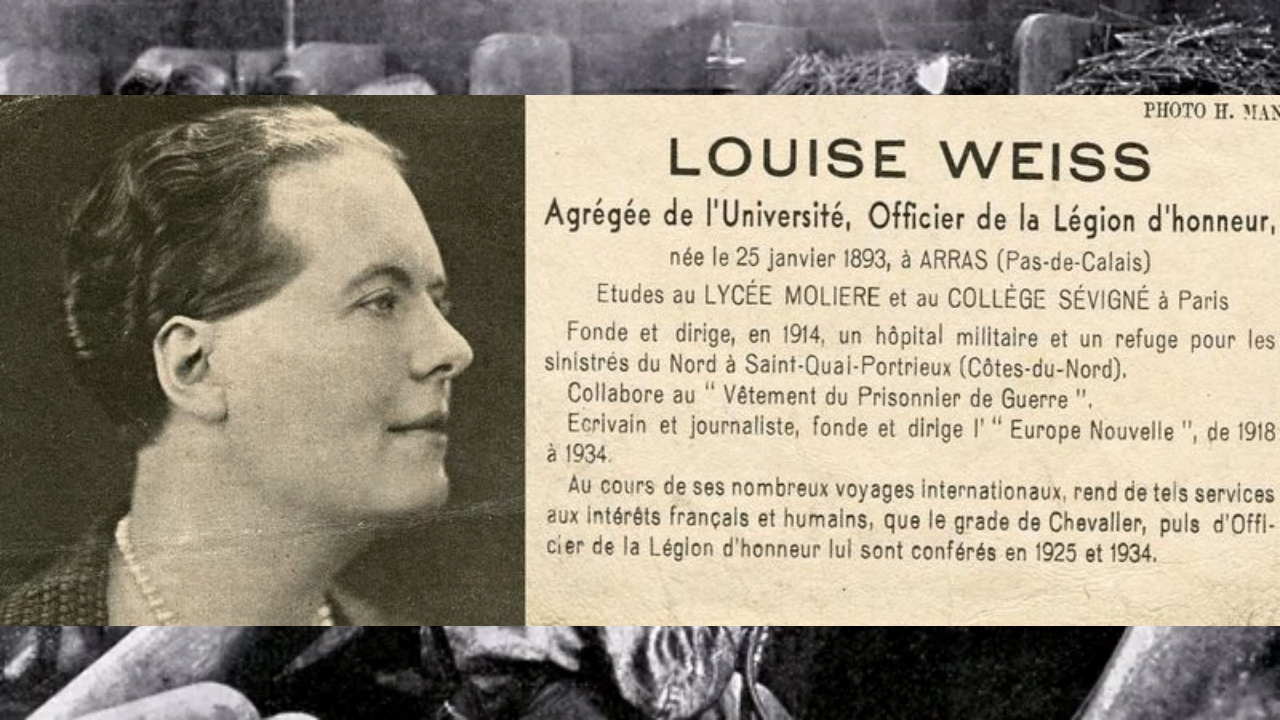 PHOTO H. MAN
LOUISE WEISS
Agrégée de l'Université, Officier de la Légion d'honneur,
née le 25 janvier 1893, à ARRAS (Pas-de-Calais)
Etudes au LYCÉE MOLIERE et au COLLÈGE SÉVIGNÉ à Paris
Fonde et dirige, en 1914, un hôpital militaire et un refuge pour les
sinistrés du Nord à Saint-Quai-Portrieux (Côtes-du-Nord).
Collabore au " Vêtement du Prisonnier de Guerre ".
Ecrivain et journaliste, fonde et dirige l' " Europe Nouvelle ", de 1918
à 1934.
Au cours de ses nombreux voyages internationaux, rend de tels services
aux intérêts français et humains, que le grade de Chevalier, puis d'Offi-
cier de la Légion d'honneur lui sont conférés en 1925 et 1934.